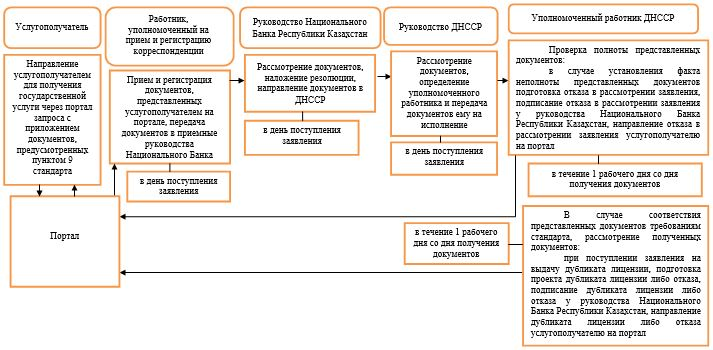 Услугополучатель
Работник,
уполномоченный на
прием и регистрацию
корреспонденции
Руководство Национального
Банка Республики Казахстан
Руководство ДНССР
Уполномоченный работник ДНССР
Направление
услугополучателем
для получения
государственной
услуги через портал
запроса с
приложением
документов,
предусмотренных
пунктом 9
стандарта
Прием и регистрация
документов,
представленных
услугополучателем на
портале, передача
документов в приемные
руководства
Национального Банка
в день поступления
заявления
Рассмотрение документов,
наложение резолюции,
направление документов в
ДНССР
в день поступления
заявления
Рассмотрение
документов,
определение
уполномоченного
работника и передача
документов ему на
исполнение
в день поступления
заявления
Проверка полноты представленных
документов:
в случае установления факта
неполноты представленных документов
подготовка отказа в рассмотрении заявления,
подписание отказа в рассмотрении заявления
у руководства Национального Банка
Республики Казахстан, направление отказа в
рассмотрении заявления услугополучателю
на портал
в течение 1 рабочего дня со дня
получения документов
Портал
в течение 1 рабочего
дня со дня получения
документов
В случае соответствия
представленных документов требованиям
стандарта, рассмотрение полученных
документов:
при поступлении заявления на
выдачу дубликата лицензии, подготовка
проекта дубликата лицензии либо отказа,
подписание дубликата лицензии либо
отказа у руководства Национального
Банка Республики Казахстан, направление
дубликата лицензии либо отказа
услугополучателю на портал